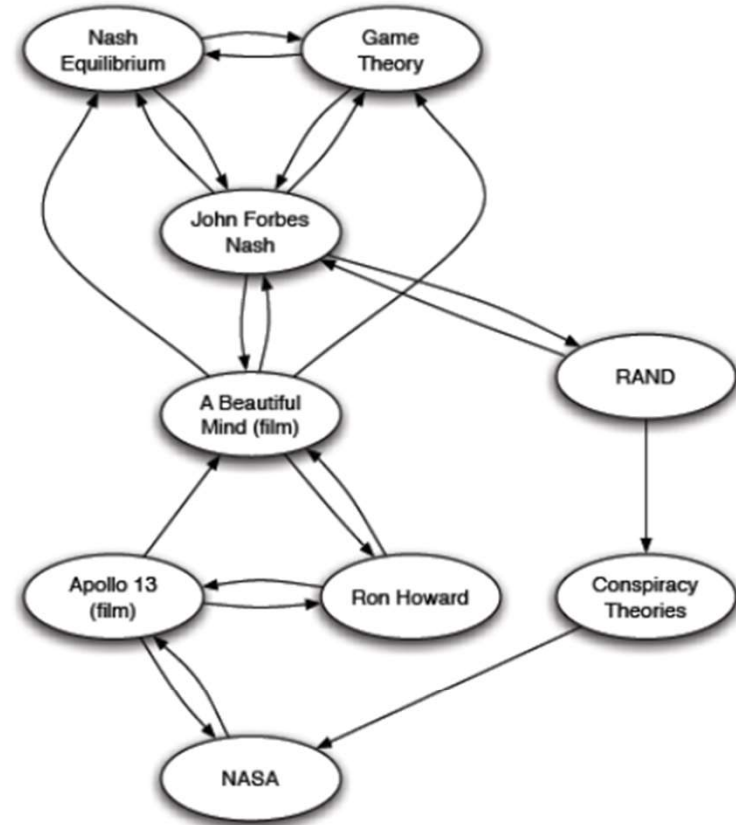 Nash
Equilibrium
Game
Theory
John Forbes
Nash
RAND
A Beautiful
Mind (film)
Apollo 13
(film)
Ron Howard
Conspiracy
Theories
NASA